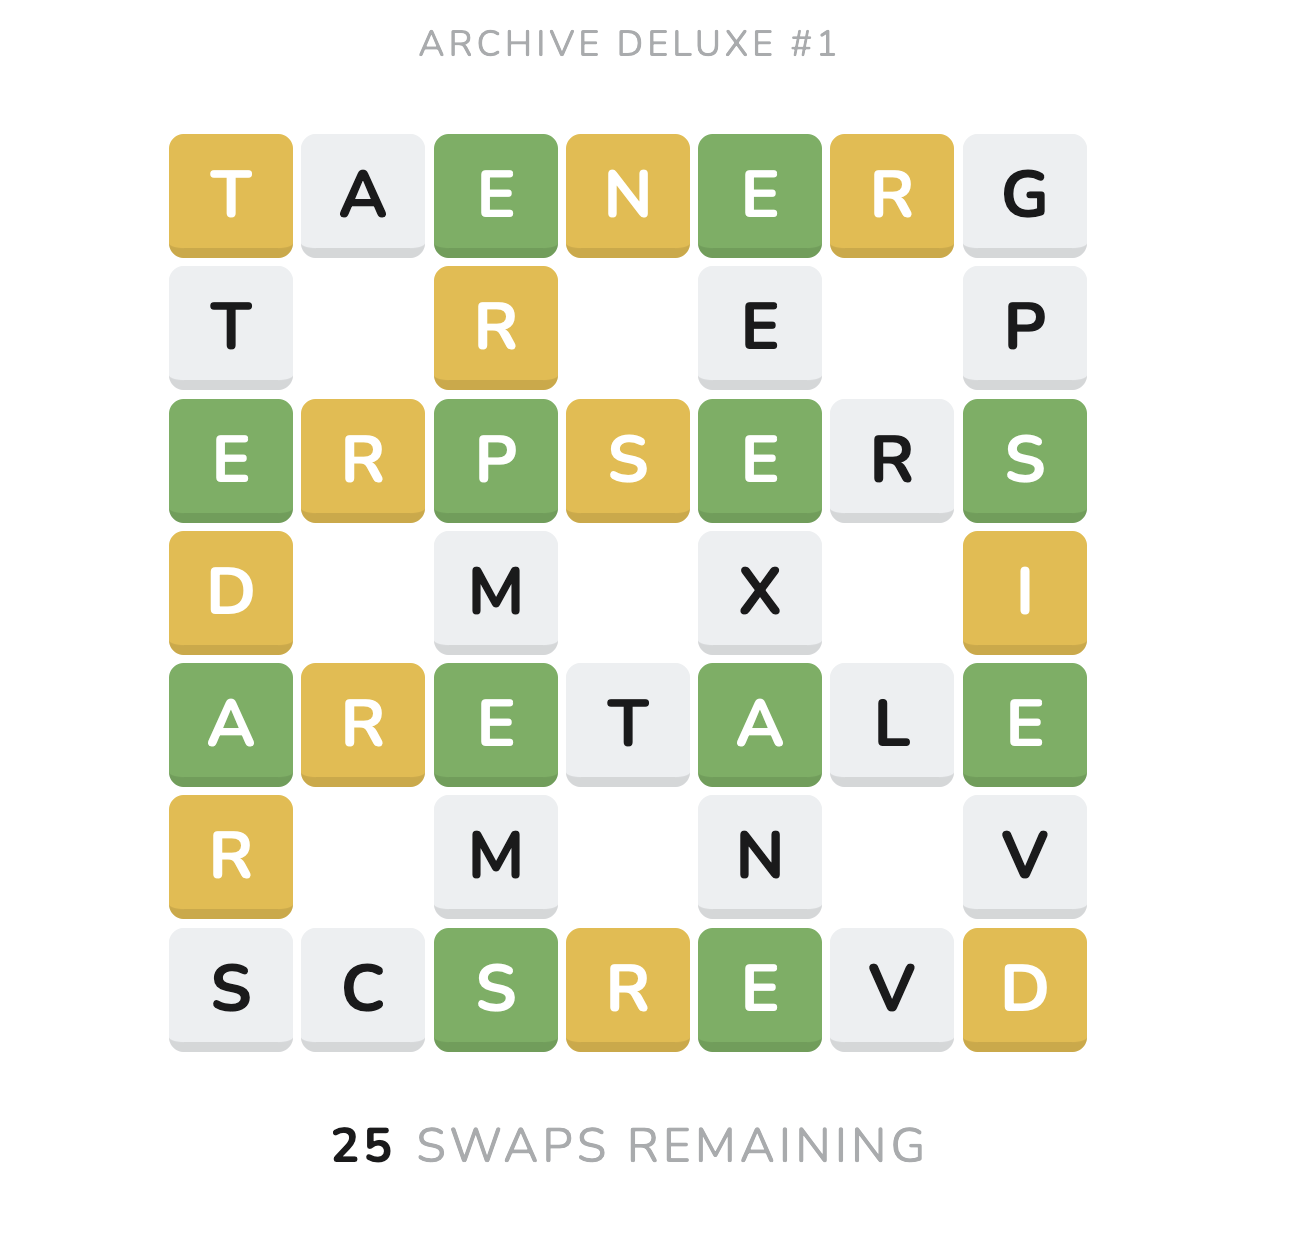 ARCHIVE DELUXE #1
T A E N E R G
T R E P
E R P S E R S
D M X I
A R E T A L E
R M N V
S C S R E V D
25 SWAPS REMAINING